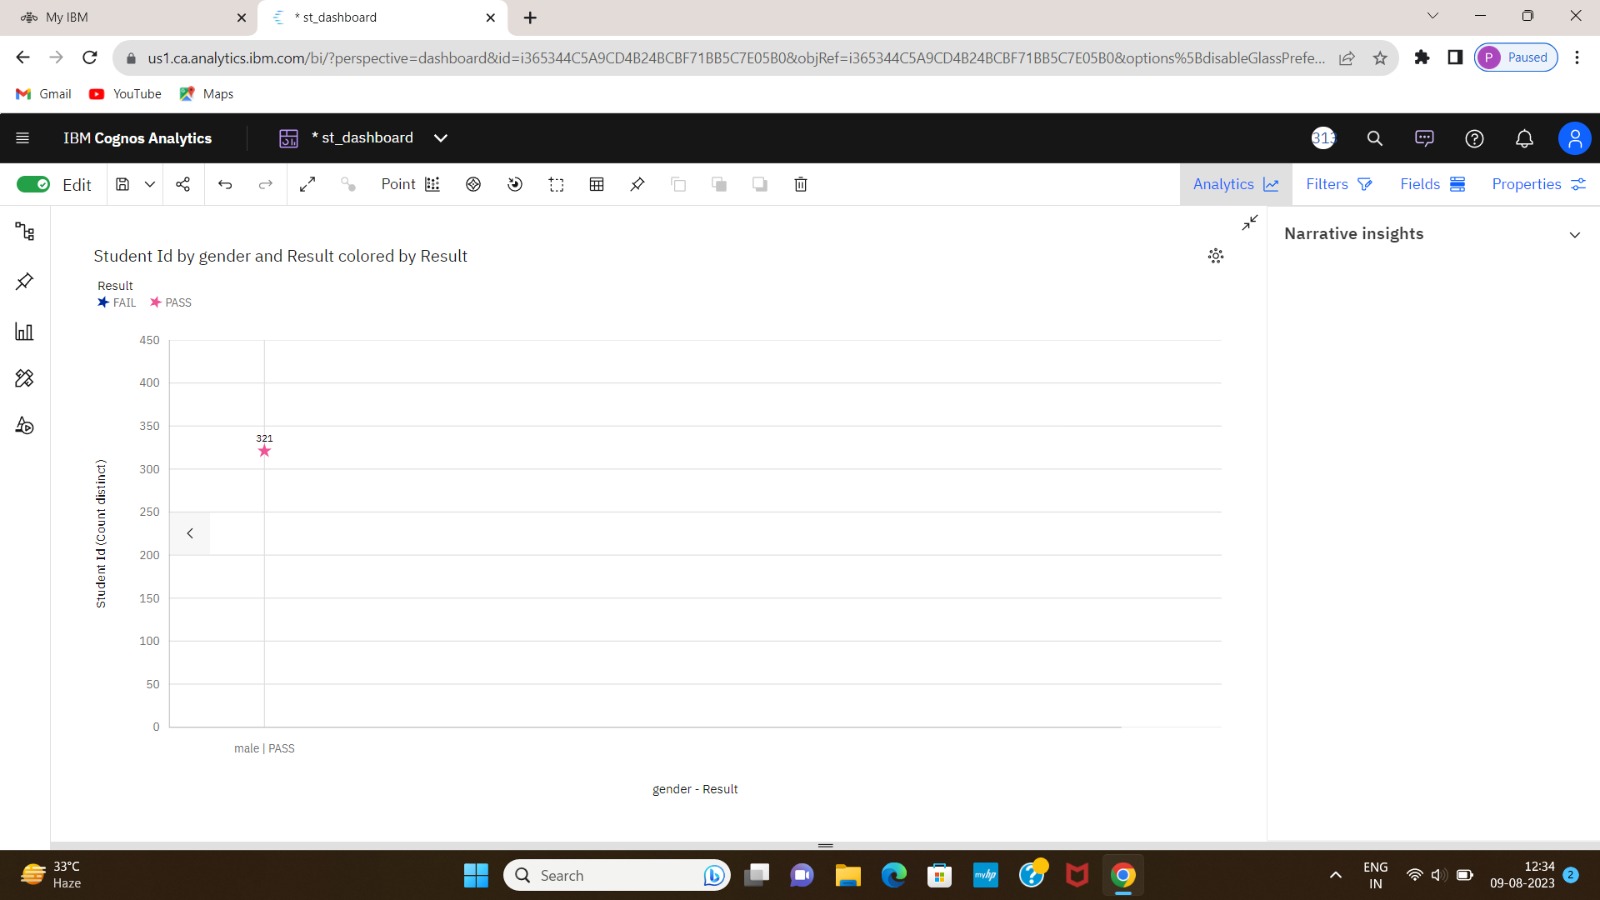 My IBM
* st_dashboard
us1.ca.analytics.ibm.com/bi/?perspective=dashboard&id=i365344C5A9CD4B24BCBF71BB5C7E05B0&objRef=i365344C5A9CD4B24BCBF71BB5C7E05B0&options%5BdisableGlassPrefe...
P Paused
Gmail YouTube Maps
IBM Cognos Analytics
* st_dashboard
313
Edit
Point
Analytics
Filters
Fields
Properties
Narrative insights
Student Id by gender and Result colored by Result
Result
FAIL PASS
450
400
350
321
300
250
200
150
100
50
0
Student Id (Count distinct)
male | PASS
gender - Result
33°C
Haze
Search
myhp
ENG
IN
12:34
09-08-2023
2